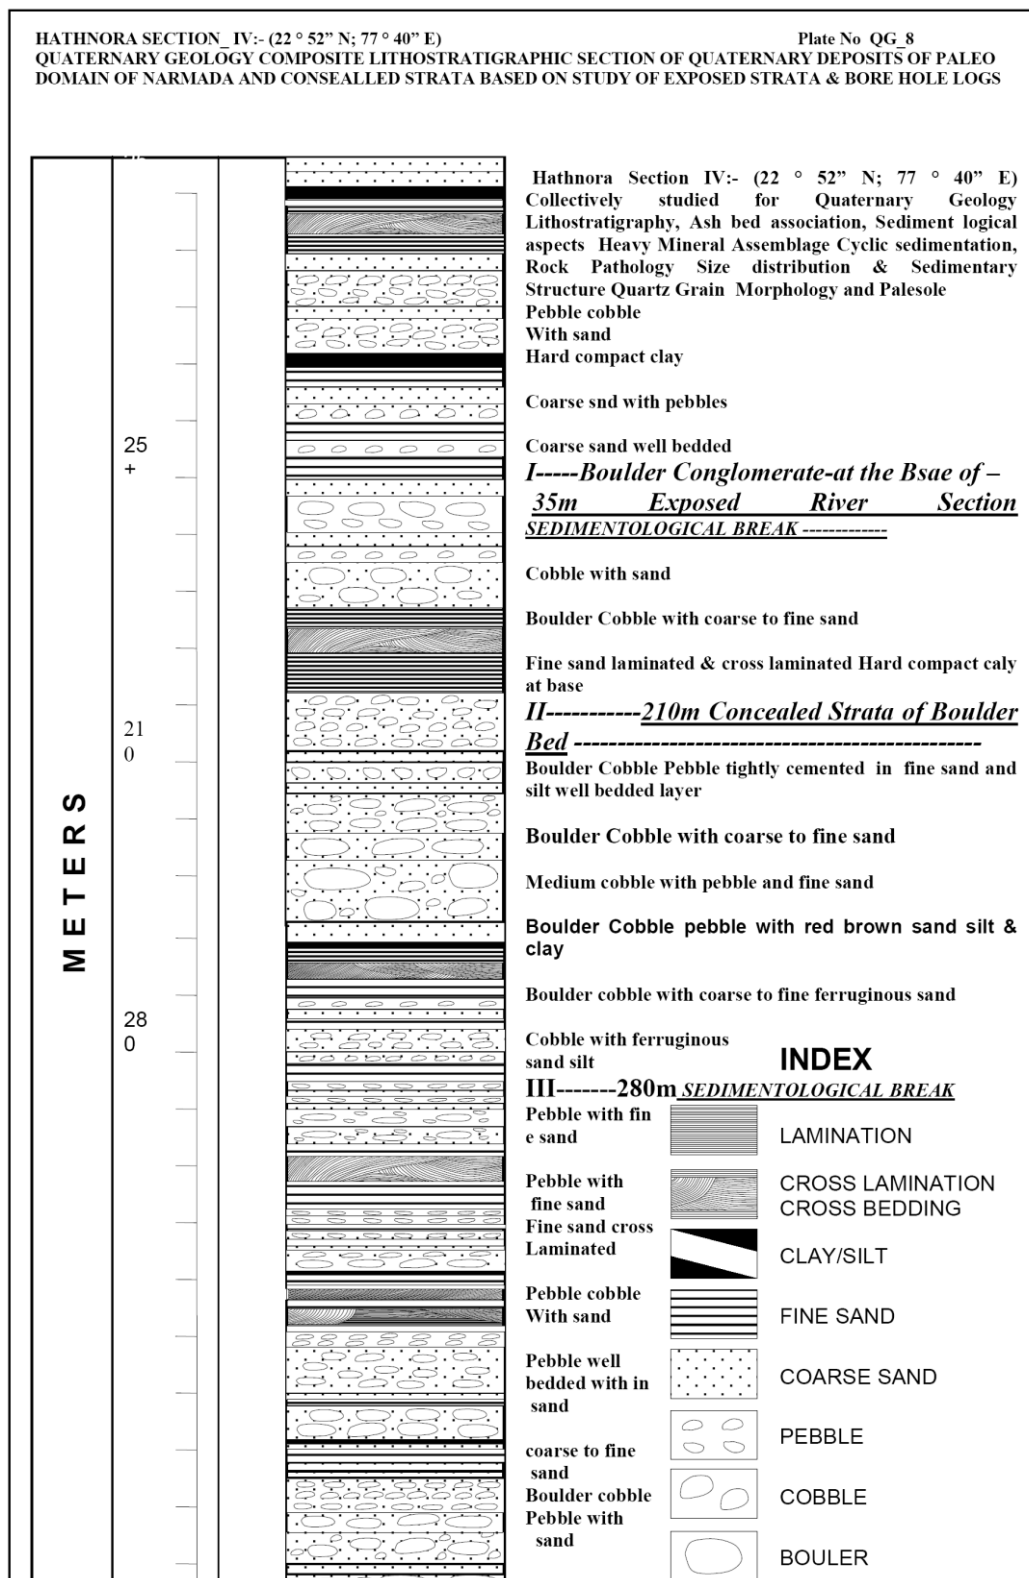 HATHNORA SECTION_ IV:- (22 ° 52” N; 77 ° 40” E) Plate No QG_8
QUATERNARY GEOLOGY COMPOSITE LITHOSTRATIGRAPHIC SECTION OF QUATERNARY DEPOSITS OF PALEO
DOMAIN OF NARMADA AND CONSEALLED STRATA BASED ON STUDY OF EXPOSED STRATA & BORE HOLE LOGS
Hathnora Section IV:- (22 ° 52” N; 77 ° 40” E)
Collectively studied for Quaternary Geology
Lithostratigraphy, Ash bed association, Sediment logical
aspects Heavy Mineral Assemblage Cyclic sedimentation,
Rock Pathology Size distribution & Sedimentary
Structure Quartz Grain Morphology and Palesole
Pebble cobble
With sand
Hard compact clay
Coarse snd with pebbles
Coarse sand well bedded
I-----Boulder Conglomerate-at the Bsae of –
35m Exposed River Section
SEDIMENTOLOGICAL BREAK -------------
Cobble with sand
Boulder Cobble with coarse to fine sand
Fine sand laminated & cross laminated Hard compact caly
at base
II-----------210m Concealed Strata of Boulder
Bed -----------------------------------------------
Boulder Cobble Pebble tightly cemented in fine sand and
silt well bedded layer
Boulder Cobble with coarse to fine sand
Medium cobble with pebble and fine sand
Boulder Cobble pebble with red brown sand silt &
clay
Boulder cobble with coarse to fine ferruginous sand
Cobble with ferruginous
sand silt
III-------280m SEDIMENTOLOGICAL BREAK
Pebble with fin
e sand
Pebble with
fine sand
Fine sand cross
Laminated
Pebble cobble
With sand
Pebble well
bedded with in
sand
coarse to fine
sand
Boulder cobble
Pebble with
sand
INDEX
LAMINATION
CROSS LAMINATION
CROSS BEDDING
CLAY/SILT
FINE SAND
COARSE SAND
PEBBLE
COBBLE
BOULER
METERS
25
+
21
0
28
0